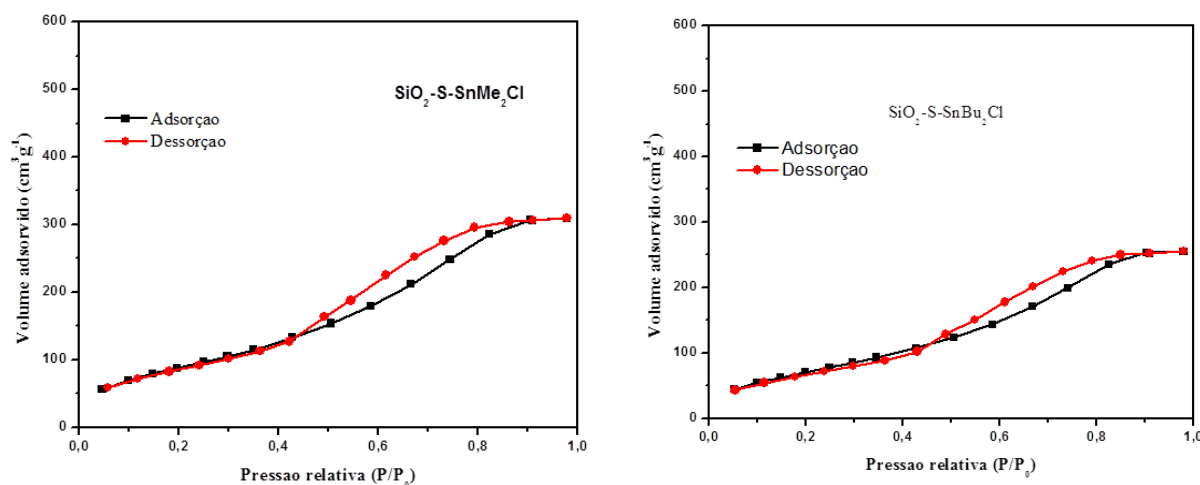 600
500
400
300
200
100
0
SiO2-S-SnMe2Cl
Adsorçao
Dessorçao
Volume adsorvido (cm3g-1)
0,0 0,2 0,4 0,6 0,8 1,0
Pressao relativa (P/P0)
600
500
400
300
200
100
0
SiO2-S-SnBu2Cl
Adsorçao
Dessorçao
Volume adsorvido (cm3g-1)
0,0 0,2 0,4 0,6 0,8 1,0
Pressao relativa (P/P0)